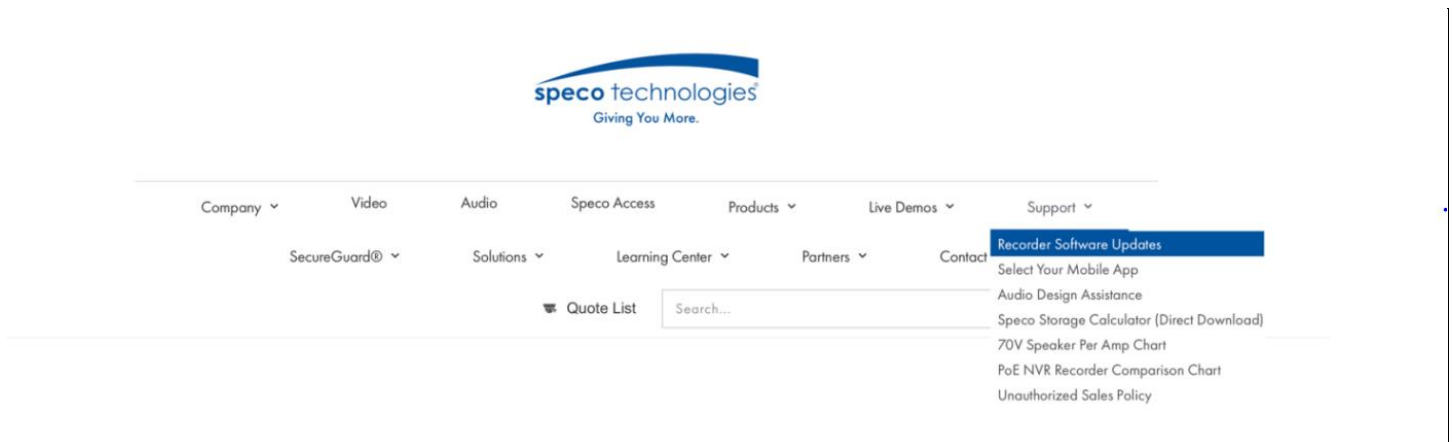 speco technologies®
Giving You More.
Company Video Audio Speco Access Products Live Demos Support
SecureGuard® Solutions Learning Center Partners Contact
Quote List Search...
Recorder Software Updates
Select Your Mobile App
Audio Design Assistance
Speco Storage Calculator (Direct Download)
70V Speaker Per Amp Chart
PoE NVR Recorder Comparison Chart
Unauthorized Sales Policy